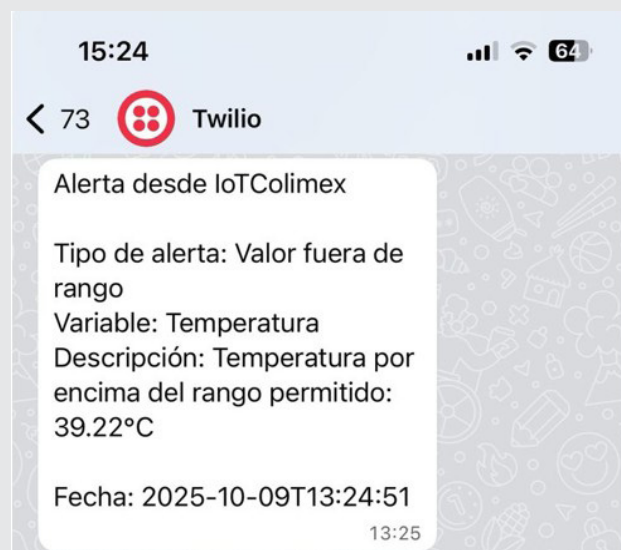 15:24
64
73
Twilio
Alerta desde IoTColimex
Tipo de alerta: Valor fuera de
rango
Variable: Temperatura
Descripción: Temperatura por
encima del rango permitido:
39.22°C
Fecha: 2025-10-09T13:24:51
13:25